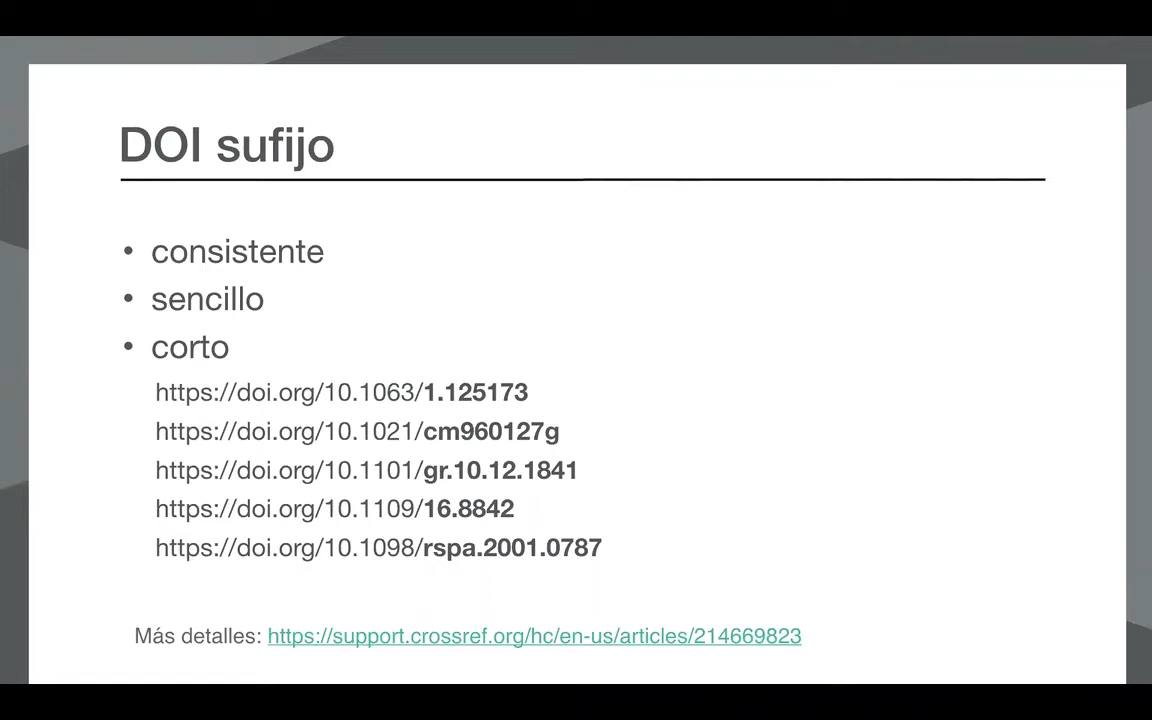 DOI sufijo
• consistente
• sencillo
• corto
https://doi.org/10.1063/1.125173
https://doi.org/10.1021/cm960127g
https://doi.org/10.1101/gr.10.12.1841
https://doi.org/10.1109/16.8842
https://doi.org/10.1098/rspa.2001.0787
Más detalles: https://support.crossref.org/hc/en-us/articles/214669823